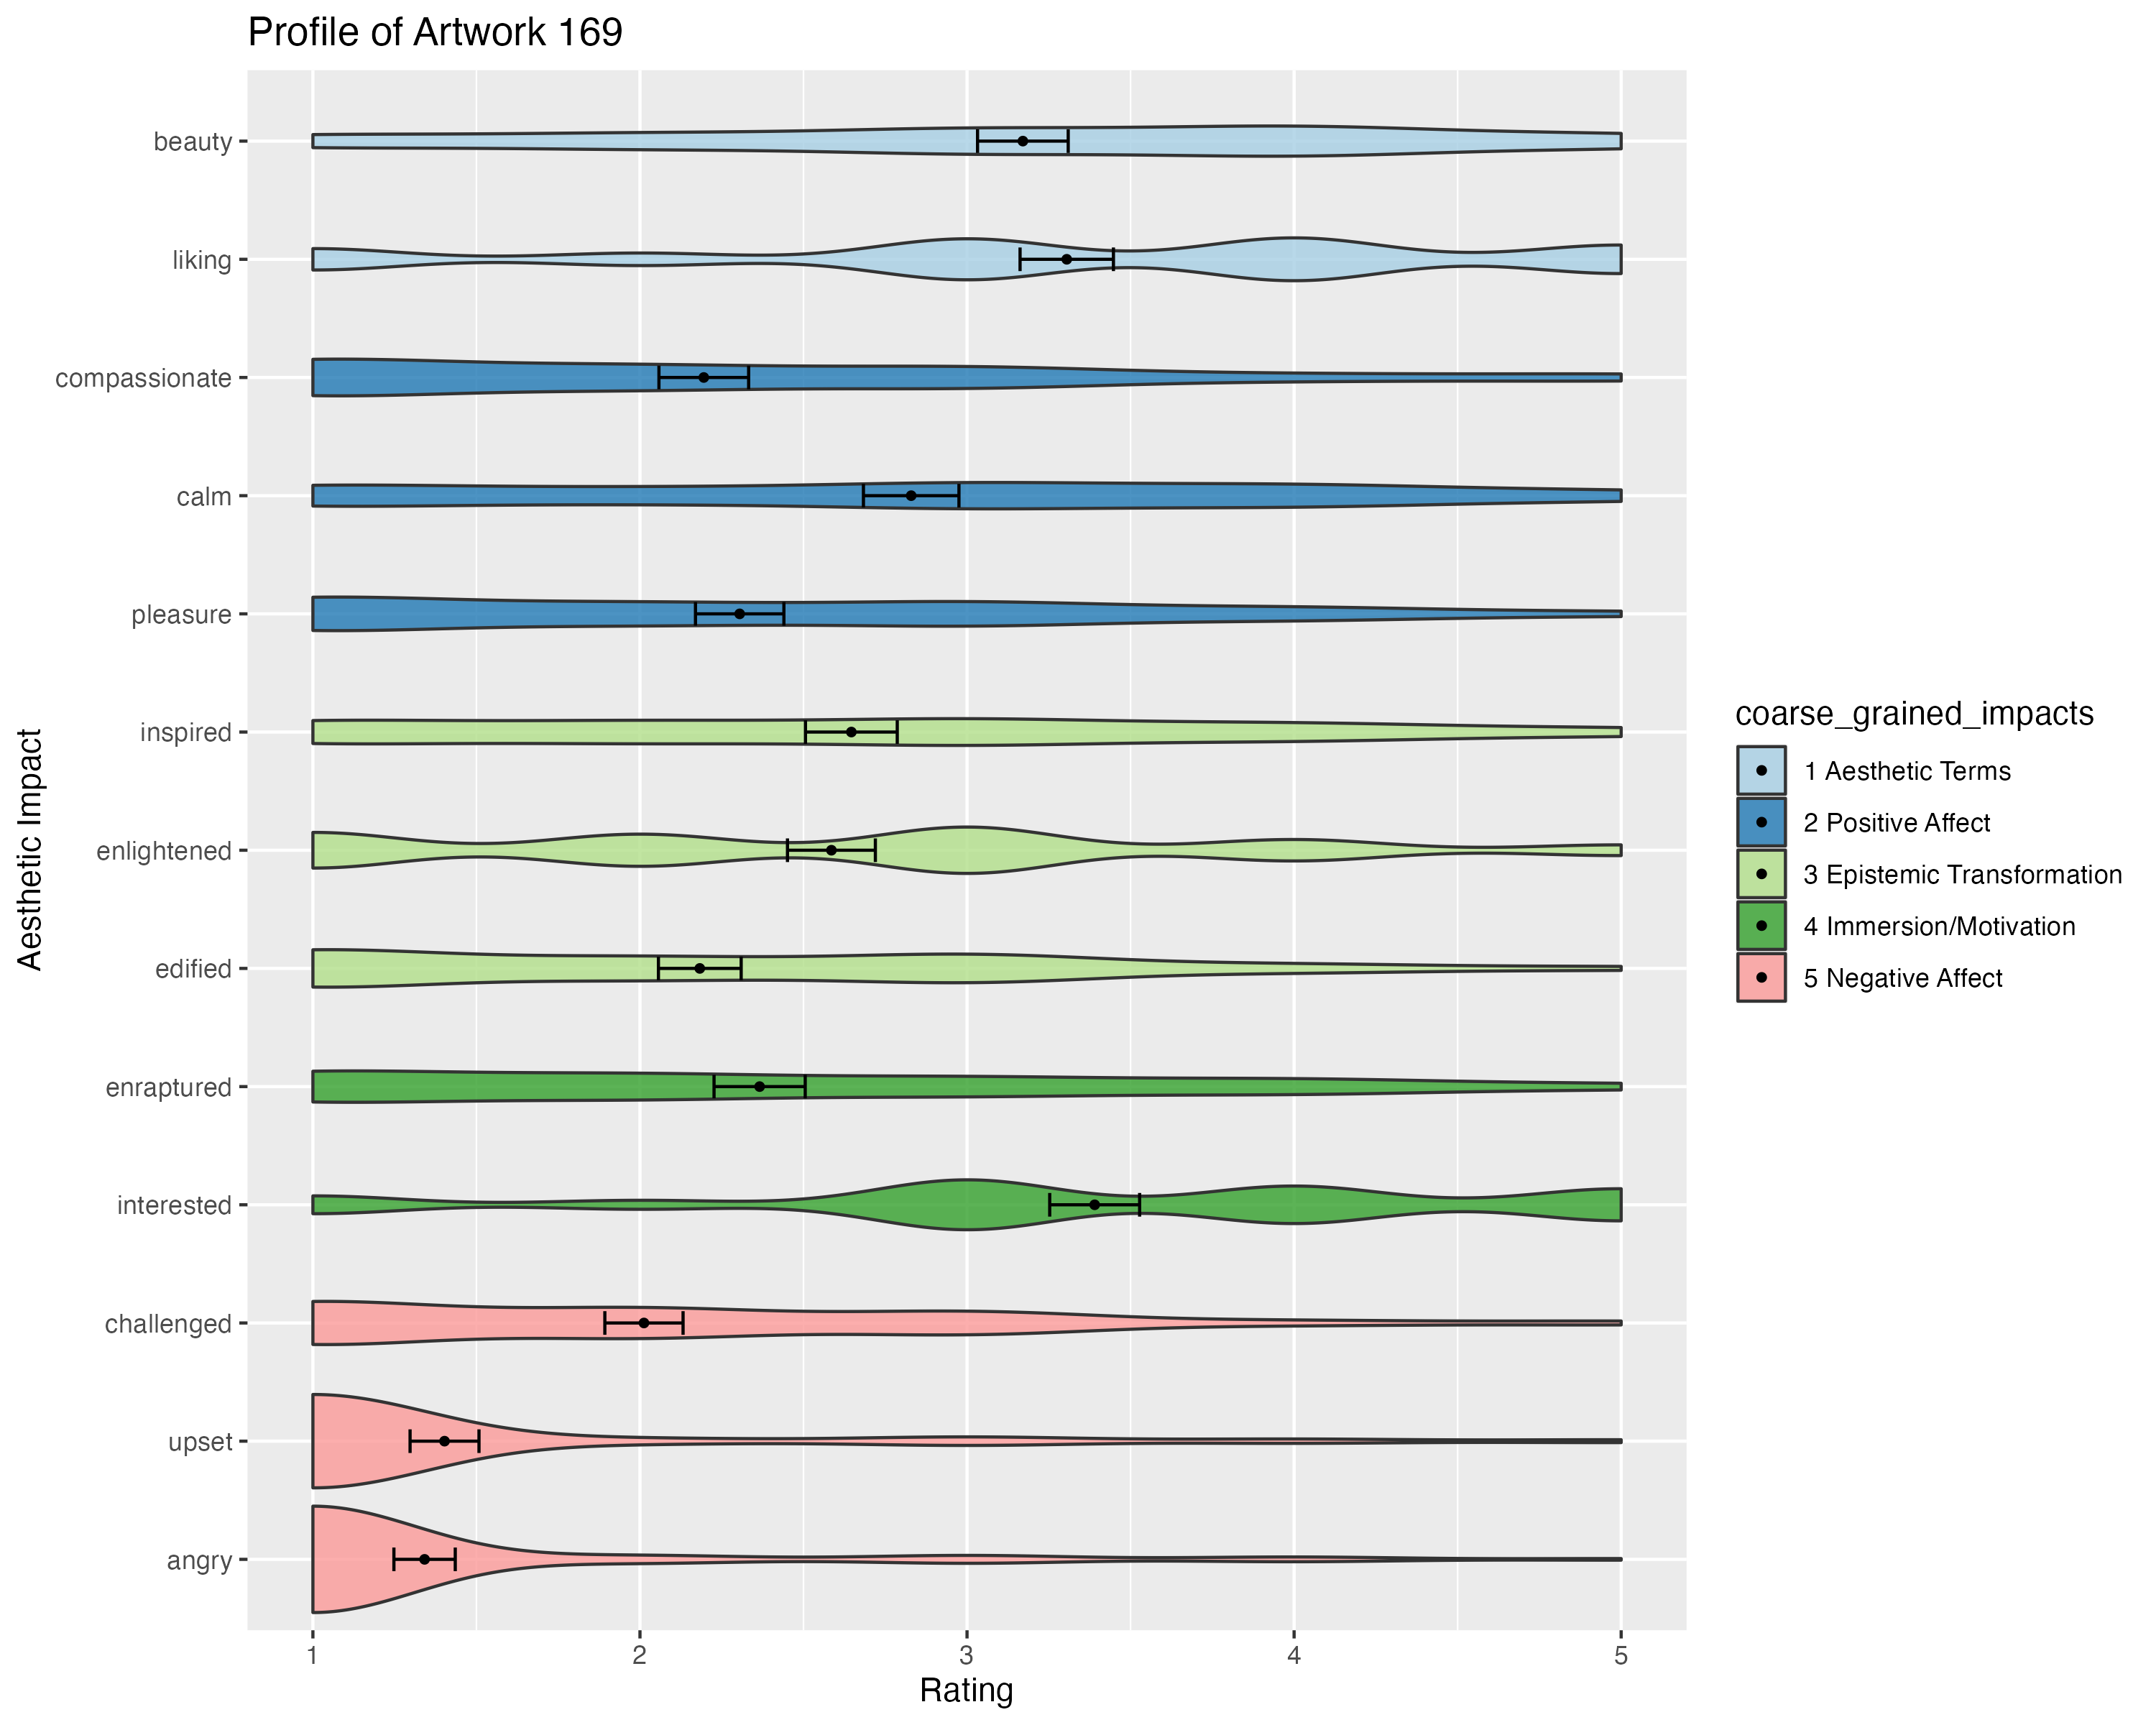 Profile of Artwork 169
beauty
liking
compassionate
calm
pleasure
inspired
enlightened
edified
enraptured
interested
challenged
upset
angry
Aesthetic Impact
1 2 3 4 5
Rating
coarse_grained_impacts
1 Aesthetic Terms
2 Positive Affect
3 Epistemic Transformation
4 Immersion/Motivation
5 Negative Affect